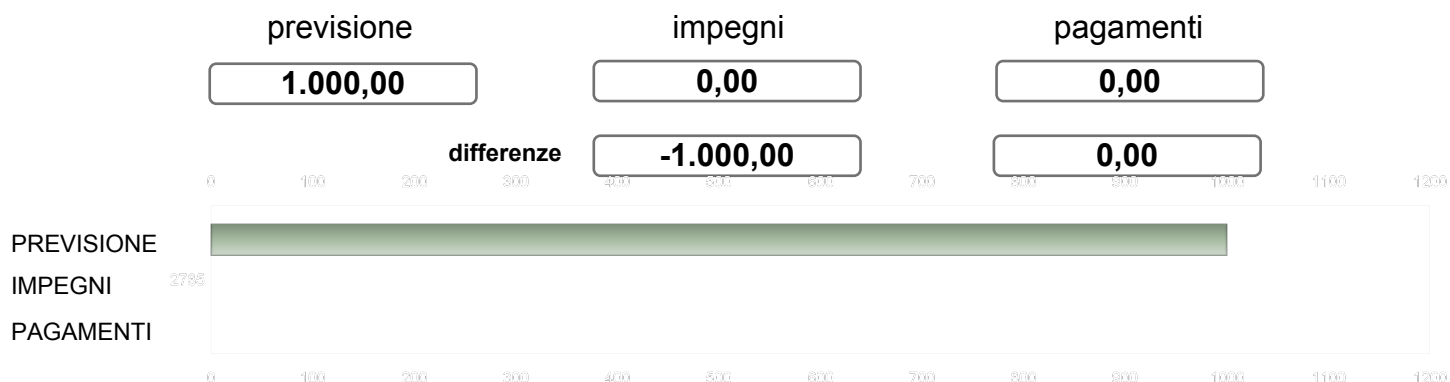 previsione impegni pagamenti
1.000,00 0,00 0,00
differenze -1.000,00 0,00
0 100 200 300 400 500 600 700 800 900 1000 1100 1200
PREVISIONE
2795
IMPEGNI
PAGAMENTI
0 100 200 300 400 500 600 700 800 900 1000 1100 1200